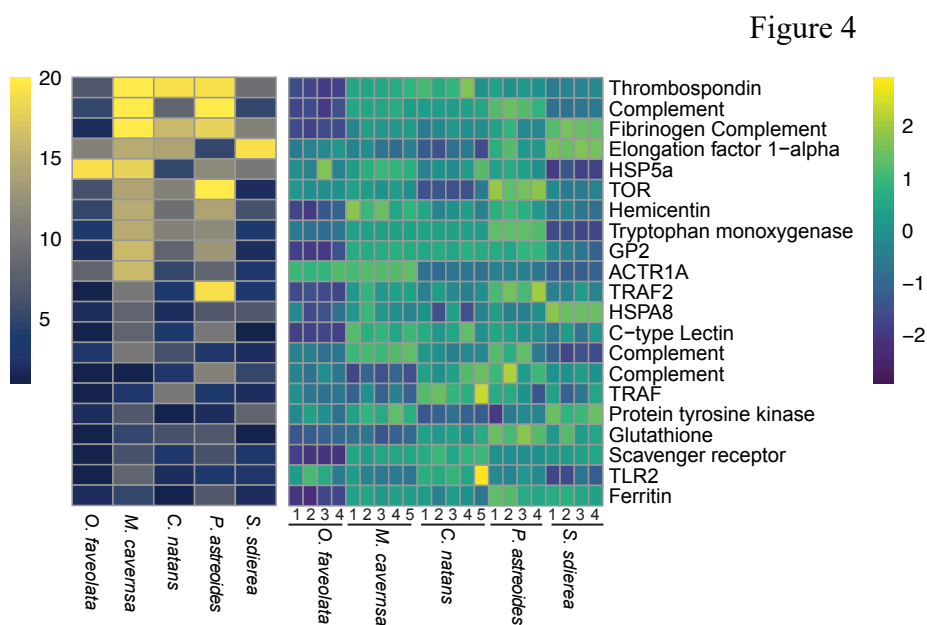 Figure 4
20
15
10
5
Thrombospondin
Complement
Fibrinogen Complement
Elongation factor 1−alpha
HSP5a
TOR
Hemicentin
Tryptophan monoxygenase
GP2
ACTR1A
TRAF2
HSPA8
C−type Lectin
Complement
Complement
TRAF
Protein tyrosine kinase
Glutathione
Scavenger receptor
TLR2
Ferritin
2
1
0
−1
−2
O. faveolata
M. cavernsa
C. natans
P. astreoides
S. sdierea
1 2 3 4 1 2 3 4 5 1 2 3 4 5 1 2 3 4 1 2 3 4
O. faveolata
M. cavernsa
C. natans
P. astreoides
S. sdierea